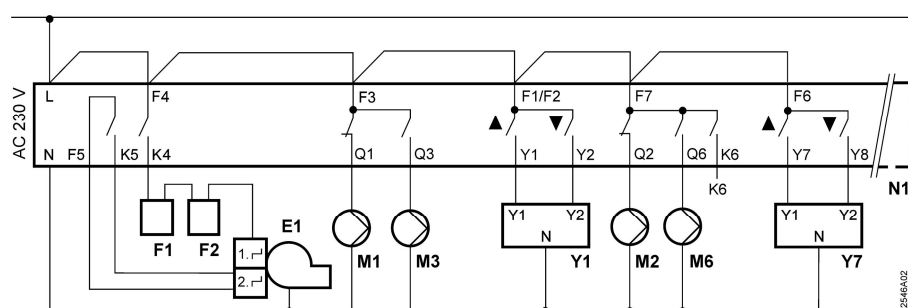 AC 230 V
L F4 F3 F1/F2 F7 F6
N F5 K5 K4 Q1 Q3 Y1 Y2 Q2 Q6 K6 Y7 Y8
K6
N1
F1 F2 E1 M1 M3 Y1 Y2 N Y1 M2 M6 Y1 Y2 N Y7
1.
2.
2546A02